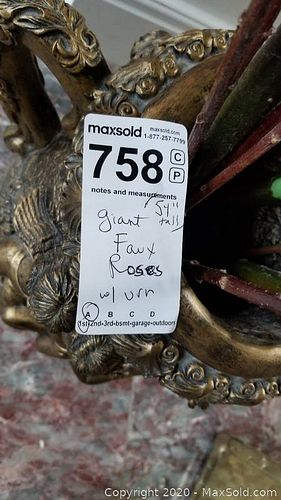 maxsold maxsold.com
1-877-257-7799
758 C
P
notes and measurements
54" tall
giant
Faux
Roses
w/ urn
A B C D
1st•2nd•3rd•bsmt•garage•outdoors
Copyright © 2020 - MaxSold.com